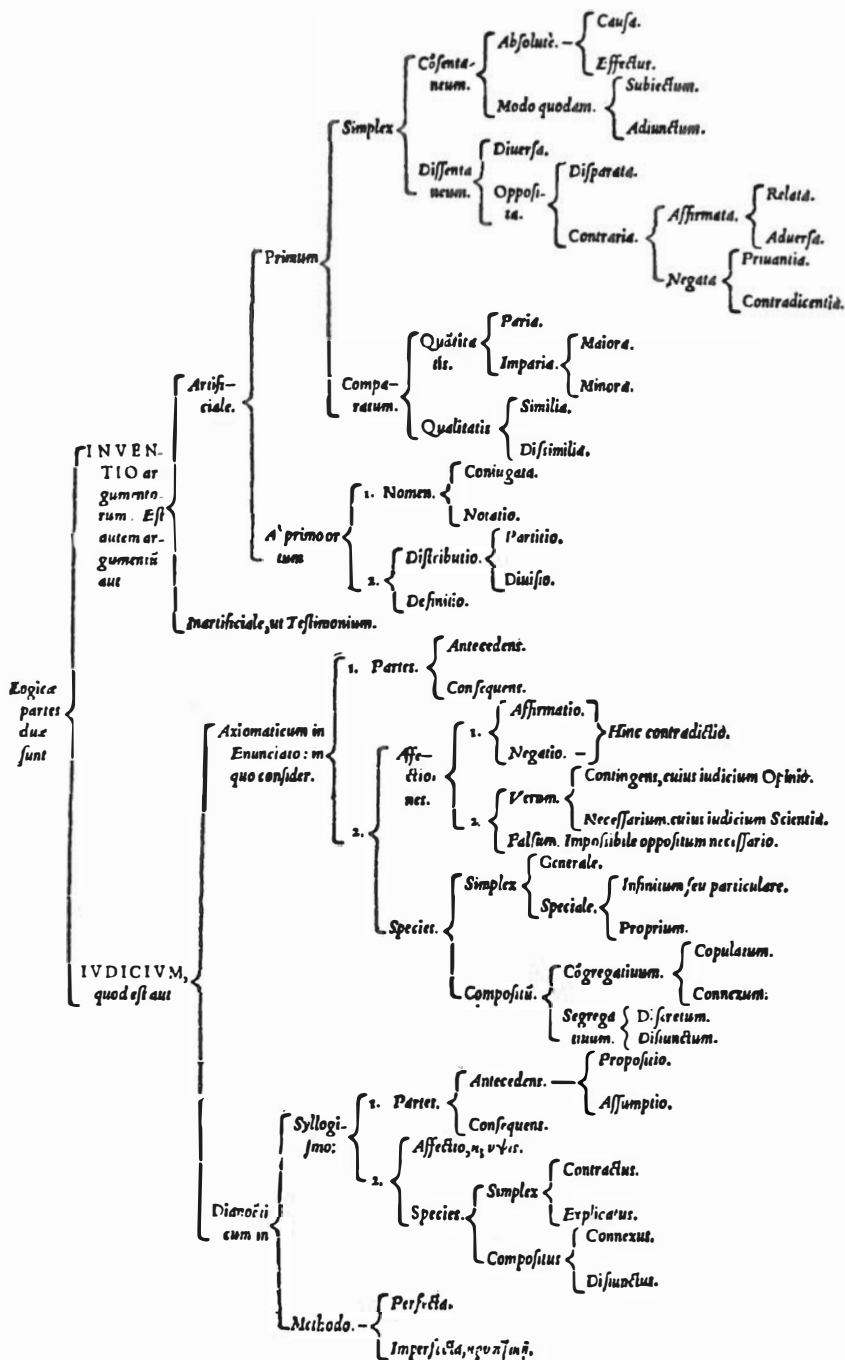 Cauſa.
Abſolutè.
Effectus.
Cõſenta-
neum.
Subiectum.
Modo quodam.
Adiunctum.
Simplex
Diuerſa.
Diſſenta
neum.
Diſparata.
Oppoſi-
ta.
Relata.
Affirmata.
Aduerſa.
Contraria.
Priuantia.
Negata
Contradicentia.
Primum
Paria.
Quãtita
tis.
Maiora.
Imparia.
Minora.
Compa-
ratum.
Similia.
Qualitatis
Diſsimilia.
Artifi-
ciale.
Coniugata.
1. Nomen.
Notatio.
A' primo or
tum
Partitio.
Diſtributio.
2.
Diuiſio.
Definitio.
INVEN-
TIO ar
gumento-
rum. Eſt
autem ar-
gumentũ
aut
Inartificiale, ut Teſtimonium.
Logicæ
partes
duæ
ſunt
Antecedens.
1. Partes.
Conſequens.
Axiomaticum in
Enunciato: in
quo conſider.
Affirmatio.
1.
Hinc contradictio.
Negatio.
Affe-
ctio
nes.
Contingens, cuius iudicium Opinio.
Verum.
Neceſſarium, cuius iudicium Scientia.
2.
Falſum. Impoſsibile oppoſitum neceſſario.
2.
Generale.
Simplex
Infinitum, ſeu particulare.
Speciale.
Proprium.
Species.
Copulatum.
Cõgregatiuum.
Connexum.
Compoſitũ.
Segrega
tiuum.
Diſcretum.
Diſiunctum.
IVDICIVM,
quod eſt aut
Propoſitio.
Antecedens.
Aſſumptio.
1. Partes.
Conſequens.
Syllogi-
ſmo:
Affectio,
2.
Contractus.
Simplex
Explicatus.
Species.
Connexus.
Compoſitus
Diſiunctus.
Dianoëti
cum in
Perfecta.
Methodo.
Imperfecta,